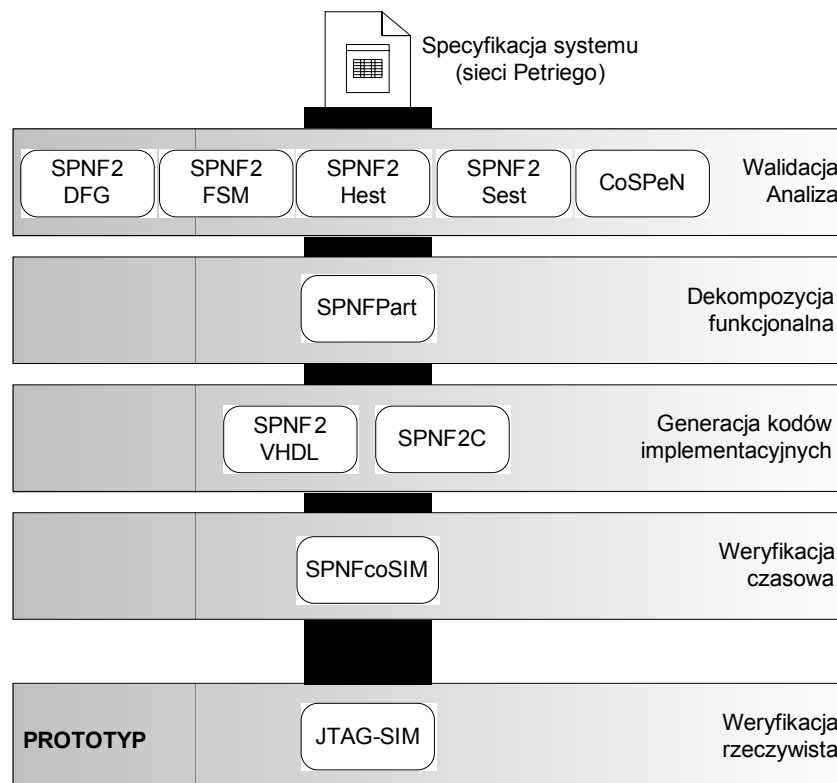 Specyfikacja systemu
(sieci Petriego)
SPNF2
DFG
SPNF2
FSM
SPNF2
Hest
SPNF2
Sest
CoSPeN
Walidacja
Analiza
SPNFPart
Dekompozycja
funkcjonalna
SPNF2
VHDL
SPNF2C
Generacja kodów
implementacyjnych
SPNFcoSIM
Weryfikacja
czasowa
PROTOTYP
JTAG-SIM
Weryfikacja
rzeczywista